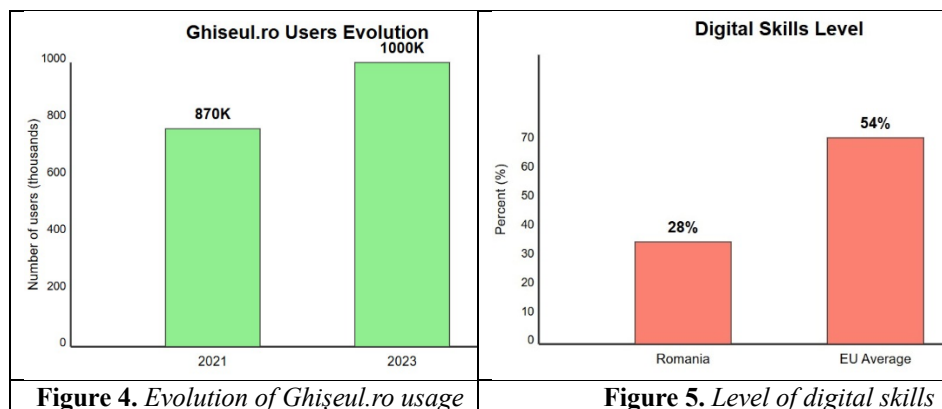 Ghiseul.ro Users Evolution
1000K
1000
870K
800
600
400
200
0
Number of users (thousands)
2021
2023
Figure 4. Evolution of Ghișeul.ro usage
Digital Skills Level
54%
70
60
50
40
30
20
10
0
28%
Percent (%)
Romania
EU Average
Figure 5. Level of digital skills